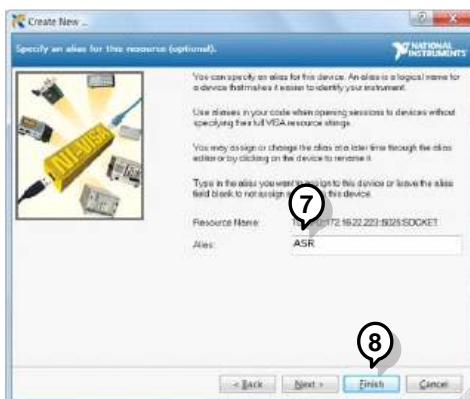 Create New ...
Specify an alias for this resource (optional).
NATIONAL INSTRUMENTS
You can specify an alias for this device. An alias is a logical name for
a device that makes it easier to identify your instrument.
Use aliases in your code when opening sessions to devices without
specifying their full VISA resource strings.
You may assign or change the alias at a later time through the alias
editor or by clicking on the device to rename it.
Type in the alias you want to assign to this device or leave the alias
field blank to not assign this device.
7
Resource Name: 172.16.22.223::5025::SOCKET
Alias: ASR
NI-VISA
8
< Back Next > Finish Cancel